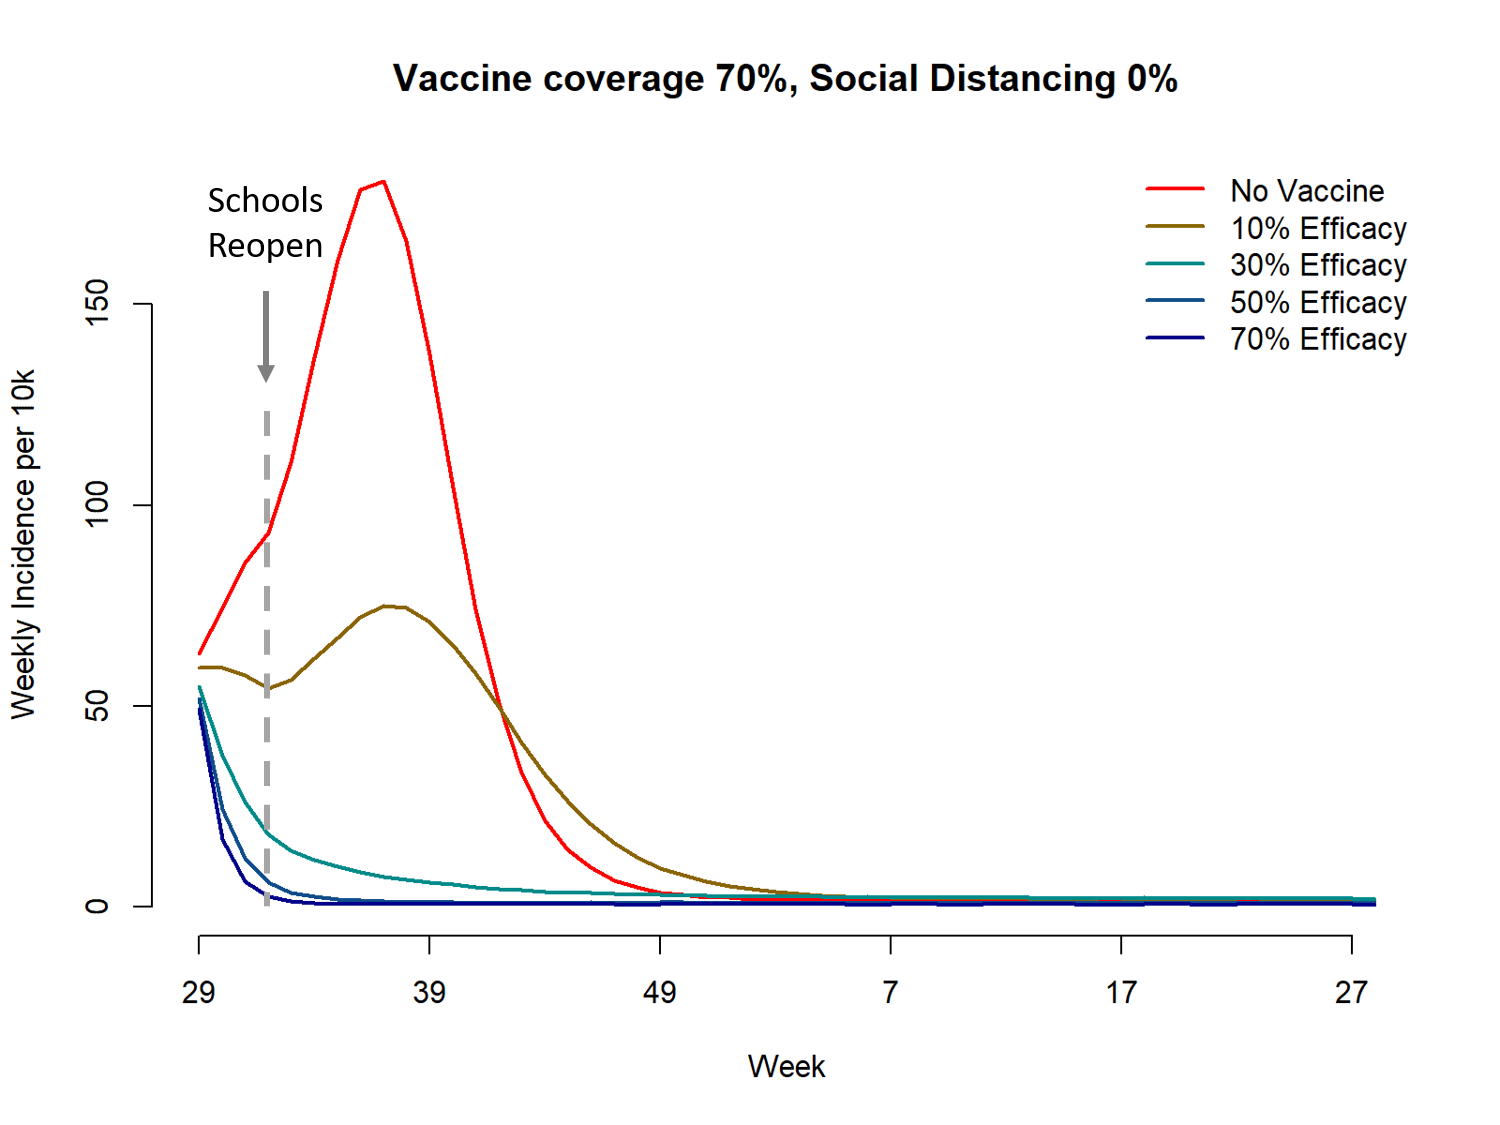 Vaccine coverage 70%, Social Distancing 0%
Schools
Reopen
No Vaccine
10% Efficacy
30% Efficacy
50% Efficacy
70% Efficacy
Weekly Incidence per 10k
150
100
50
0
29 39 49 7 17 27
Week